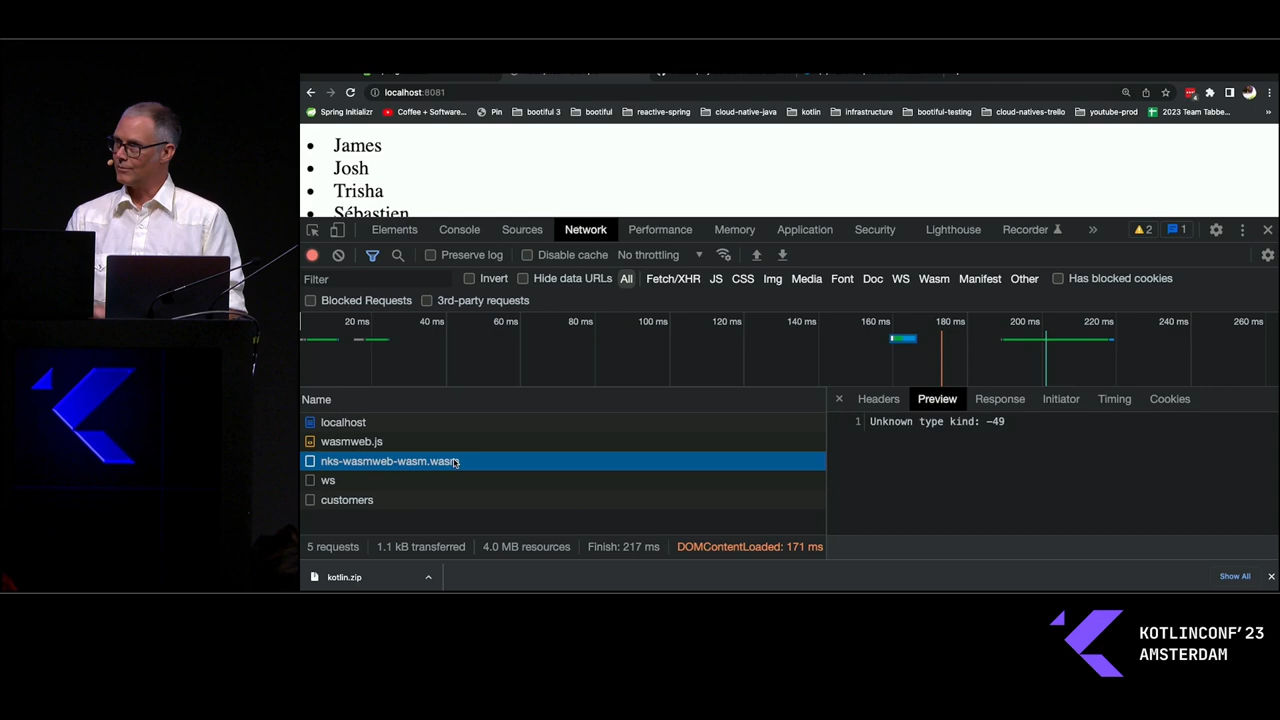 localhost:8081
Spring Initializr
Coffee + Software...
Pin
bootiful 3
bootiful
reactive-spring
cloud-native-java
kotlin
infrastructure
bootiful-testing
cloud-natives-trello
youtube-prod
2023 Team Tabbe...
»
• James
• Josh
• Trisha
• Sébastien
Elements Console Sources Network Performance Memory Application Security Lighthouse Recorder » 2 1
Preserve log Disable cache No throttling
Filter Invert Hide data URLs All Fetch/XHR JS CSS Img Media Font Doc WS Wasm Manifest Other Has blocked cookies
Blocked Requests 3rd-party requests
20 ms 40 ms 60 ms 80 ms 100 ms 120 ms 140 ms 160 ms 180 ms 200 ms 220 ms 240 ms 260 ms
Name
localhost
wasmweb.js
nks-wasmweb-wasm.wasm
ws
customers
Headers Preview Response Initiator Timing Cookies
1 Unknown type kind: -49
5 requests 1.1 kB transferred 4.0 MB resources Finish: 217 ms DOMContentLoaded: 171 ms
kotlin.zip
Show All
KOTLINCONF'23
AMSTERDAM